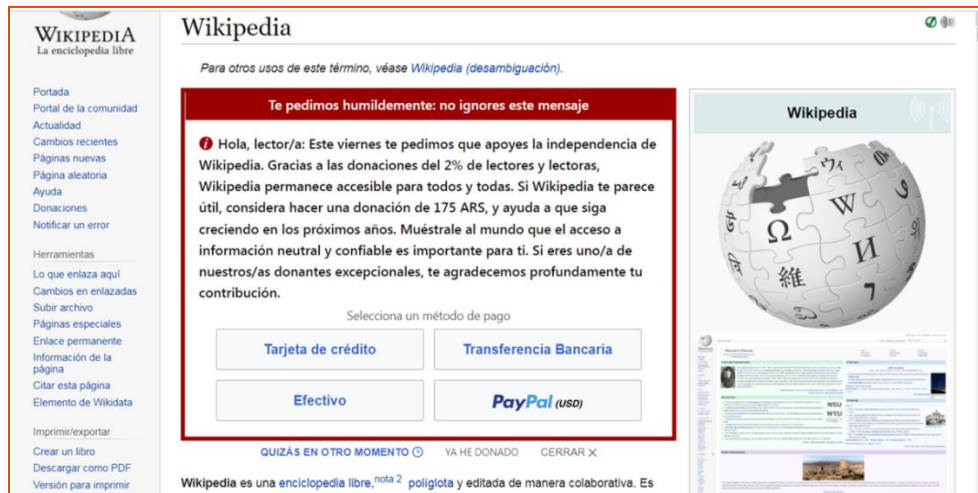 WIKIPEDIA
La enciclopedia libre
Portada
Portal de la comunidad
Actualidad
Cambios recientes
Páginas nuevas
Página aleatoria
Ayuda
Donaciones
Notificar un error
Herramientas
Lo que enlaza aquí
Cambios en enlazadas
Subir archivo
Páginas especiales
Enlace permanente
Información de la
página
Citar esta página
Elemento de Wikidata
Imprimir/exportar
Crear un libro
Descargar como PDF
Versión para imprimir
Wikipedia
Para otros usos de este término, véase Wikipedia (desambiguación).
Te pedimos humildemente: no ignores este mensaje
Hola, lector/a: Este viernes te pedimos que apoyes la independencia de
Wikipedia. Gracias a las donaciones del 2% de lectores y lectoras,
Wikipedia permanece accesible para todos y todas. Si Wikipedia te parece
útil, considera hacer una donación de 175 ARS, y ayuda a que siga
creciendo en los próximos años. Muéstrale al mundo que el acceso a
información neutral y confiable es importante para ti. Si eres uno/a de
nuestros/as donantes excepcionales, te agradecemos profundamente tu
contribución.
Selecciona un método de pago
Tarjeta de crédito
Transferencia Bancaria
Efectivo
PayPal (USD)
QUIZÁS EN OTRO MOMENTO
YA HE DONADO
CERRAR X
Wikipedia es una enciclopedia libre,nota 2 políglota y editada de manera colaborativa. Es
Wikipedia
Ω
W
И
維
7
ウィ
WSU
WSU